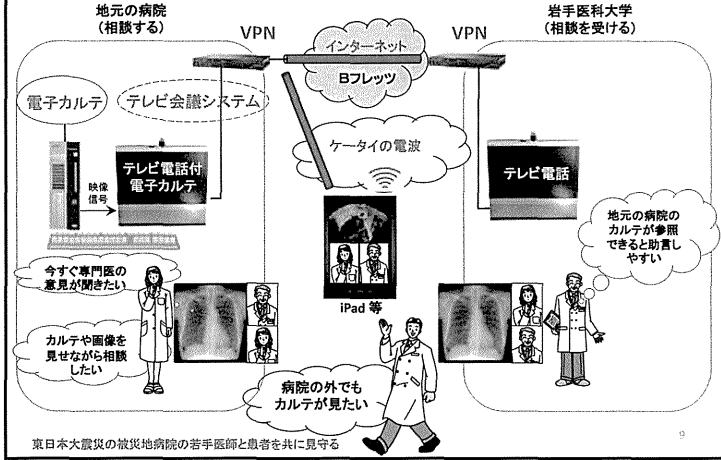 地元の病院
(相談する)
VPN
インターネット
Bフレッツ
VPN
岩手医科大学
(相談を受ける)
電子カルテ
テレビ会議システム
ケータイの電波
テレビ電話付
電子カルテ
映像
信号
テレビ電話
地元の病院の
カルテが参照
できると助言し
やすい
今すぐ専門医の
意見が聞きたい
iPad 等
カルテや画像を
見せながら相談
したい
病院の外でも
カルテが見たい
東日本大震災の被災地病院の若手医師と患者を共に見守る
9